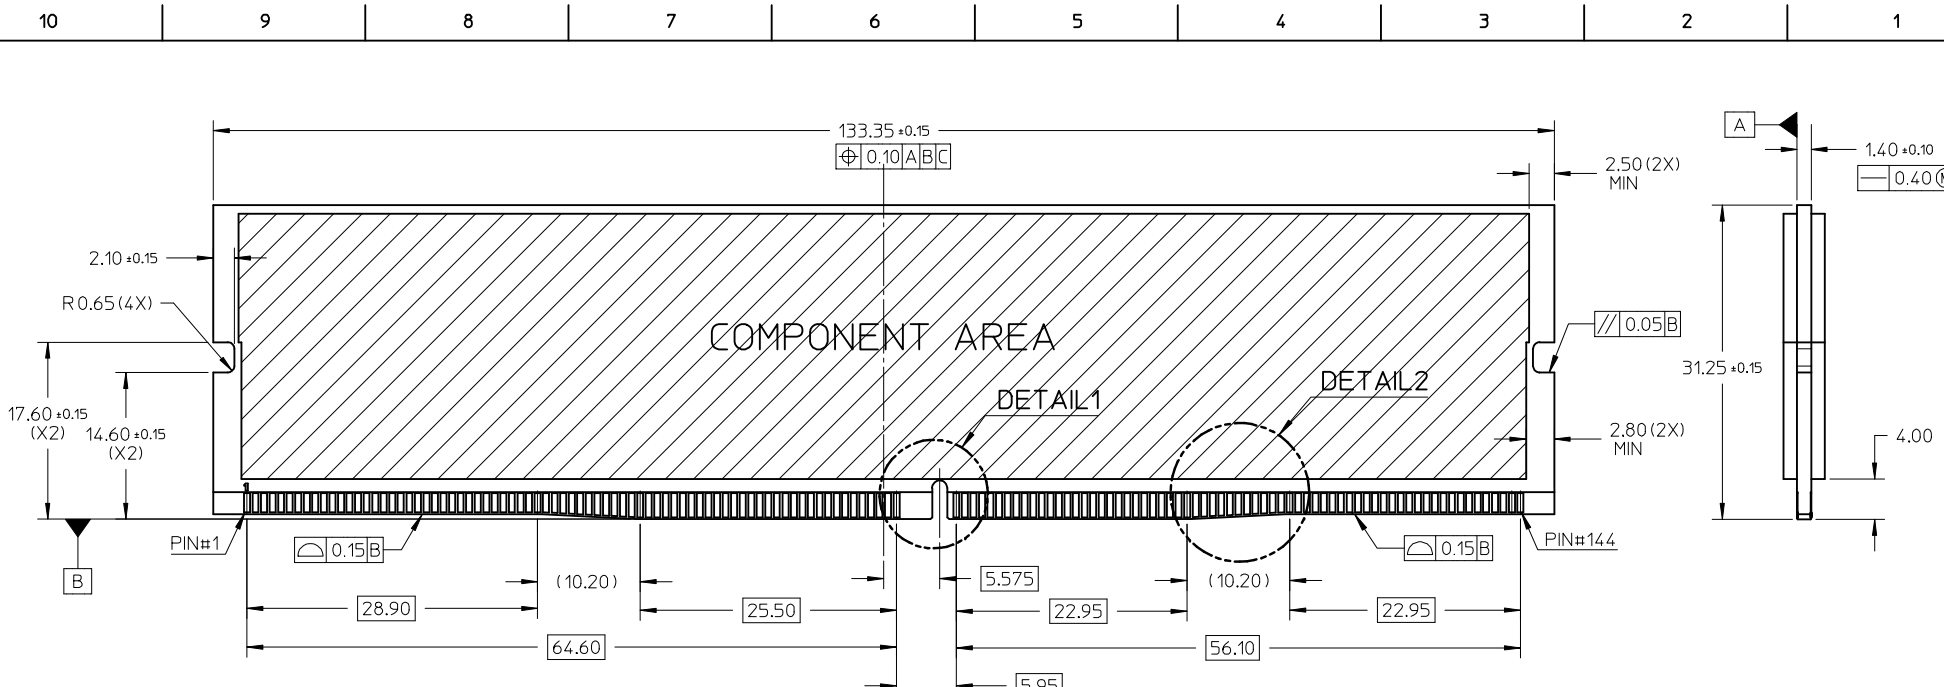 10 9 8 7 6 5 4 3 2 1
133.35 ±0.15
⌖ 0.10 A B C
2.50 (2X)
MIN
A
1.40 ±0.10
⏤ 0.40 Ⓜ
2.10 ±0.15
R0.65 (4X)
COMPONENT AREA
// 0.05 B
31.25 ±0.15
DETAIL1
DETAIL2
17.60 ±0.15
(X2)
14.60 ±0.15
(X2)
2.80 (2X)
MIN
4.00
PIN#1
⌓ 0.15 B
⌓ 0.15 B
PIN#144
B
(10.20)
5.575
(10.20)
28.90
25.50
22.95
22.95
64.60
56.10
5.95